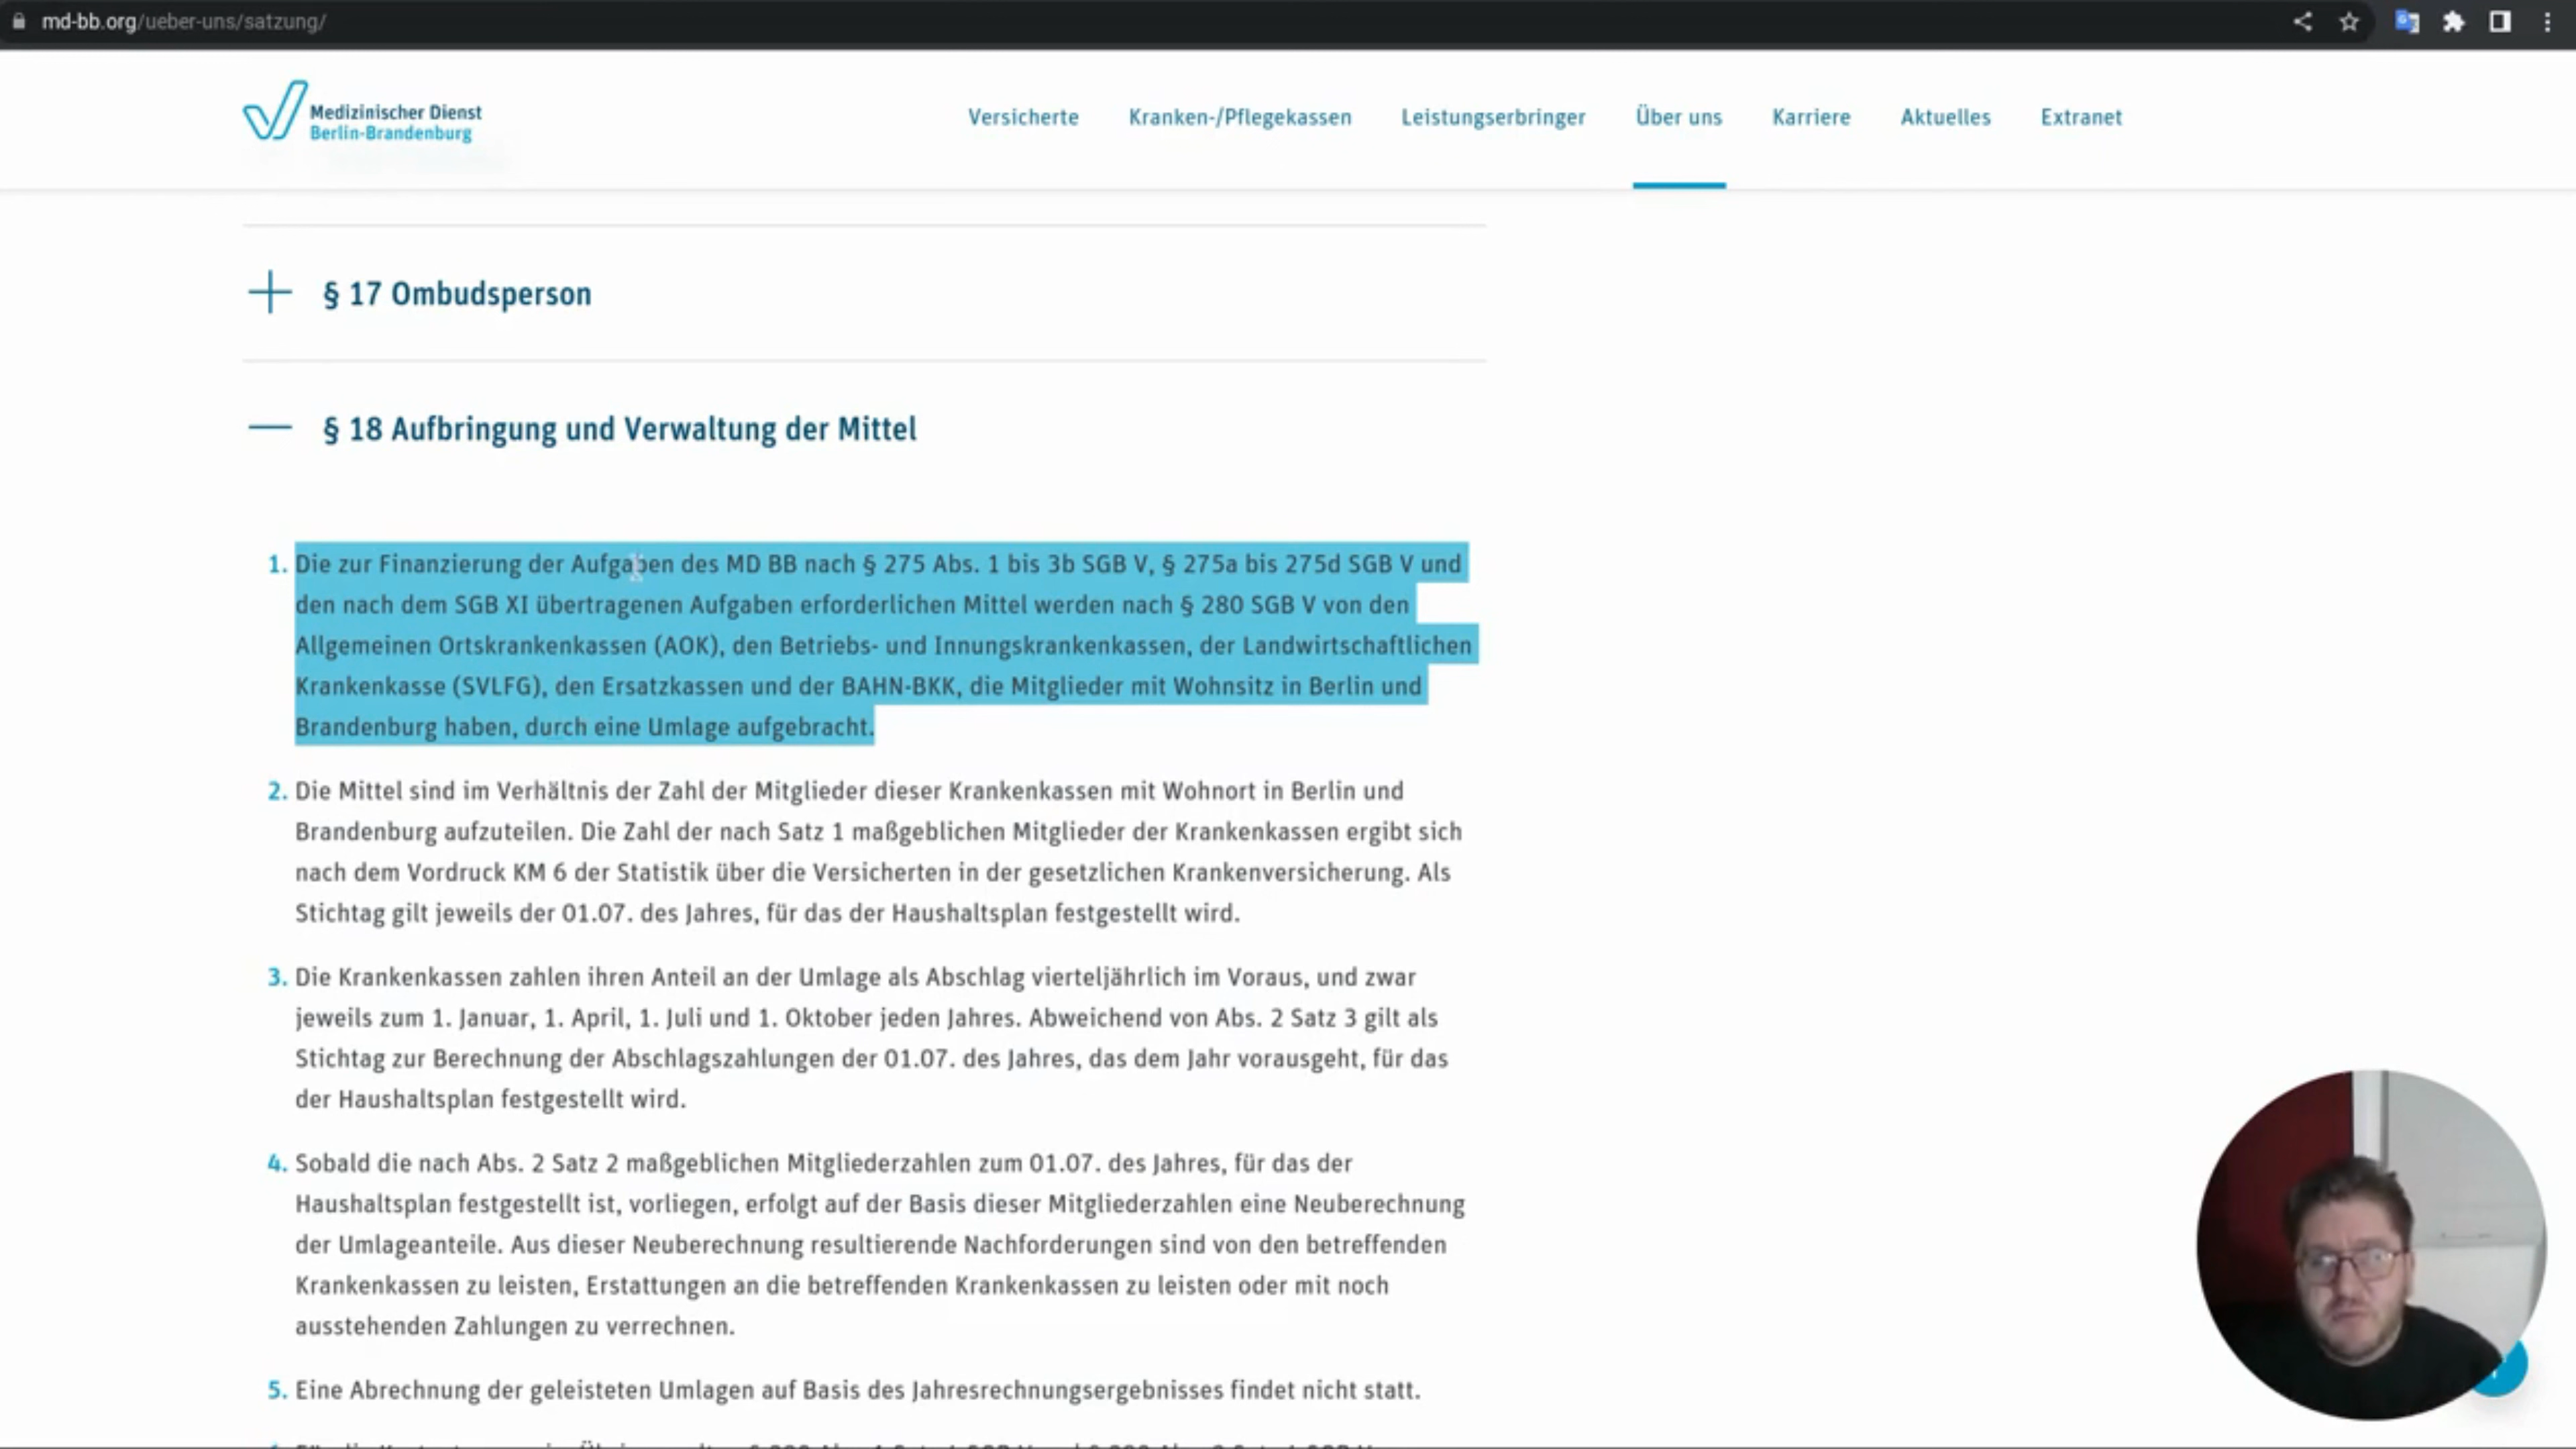 md-bb.org/ueber-uns/satzung/
Medizinischer Dienst
Berlin-Brandenburg
Versicherte
Kranken-/Pflegekassen
Leistungserbringer
Über uns
Karriere
Aktuelles
Extranet
§ 17 Ombudsperson
§ 18 Aufbringung und Verwaltung der Mittel
1. Die zur Finanzierung der Aufgaben des MD BB nach § 275 Abs. 1 bis 3b SGB V, § 275a bis 275d SGB V und
den nach dem SGB XI übertragenen Aufgaben erforderlichen Mittel werden nach § 280 SGB V von den
Allgemeinen Ortskrankenkassen (AOK), den Betriebs- und Innungskrankenkassen, der Landwirtschaftlichen
Krankenkasse (SVLFG), den Ersatzkassen und der BAHN-BKK, die Mitglieder mit Wohnsitz in Berlin und
Brandenburg haben, durch eine Umlage aufgebracht.
2. Die Mittel sind im Verhältnis der Zahl der Mitglieder dieser Krankenkassen mit Wohnort in Berlin und
Brandenburg aufzuteilen. Die Zahl der nach Satz 1 maßgeblichen Mitglieder der Krankenkassen ergibt sich
nach dem Vordruck KM 6 der Statistik über die Versicherten in der gesetzlichen Krankenversicherung. Als
Stichtag gilt jeweils der 01.07. des Jahres, für das der Haushaltsplan festgestellt wird.
3. Die Krankenkassen zahlen ihren Anteil an der Umlage als Abschlag vierteljährlich im Voraus, und zwar
jeweils zum 1. Januar, 1. April, 1. Juli und 1. Oktober jeden Jahres. Abweichend von Abs. 2 Satz 3 gilt als
Stichtag zur Berechnung der Abschlagszahlungen der 01.07. des Jahres, das dem Jahr vorausgeht, für das
der Haushaltsplan festgestellt wird.
4. Sobald die nach Abs. 2 Satz 2 maßgeblichen Mitgliederzahlen zum 01.07. des Jahres, für das der
Haushaltsplan festgestellt ist, vorliegen, erfolgt auf der Basis dieser Mitgliederzahlen eine Neuberechnung
der Umlageanteile. Aus dieser Neuberechnung resultierende Nachforderungen sind von den betreffenden
Krankenkassen zu leisten, Erstattungen an die betreffenden Krankenkassen zu leisten oder mit noch
ausstehenden Zahlungen zu verrechnen.
5. Eine Abrechnung der geleisteten Umlagen auf Basis des Jahresrechnungsergebnisses findet nicht statt.